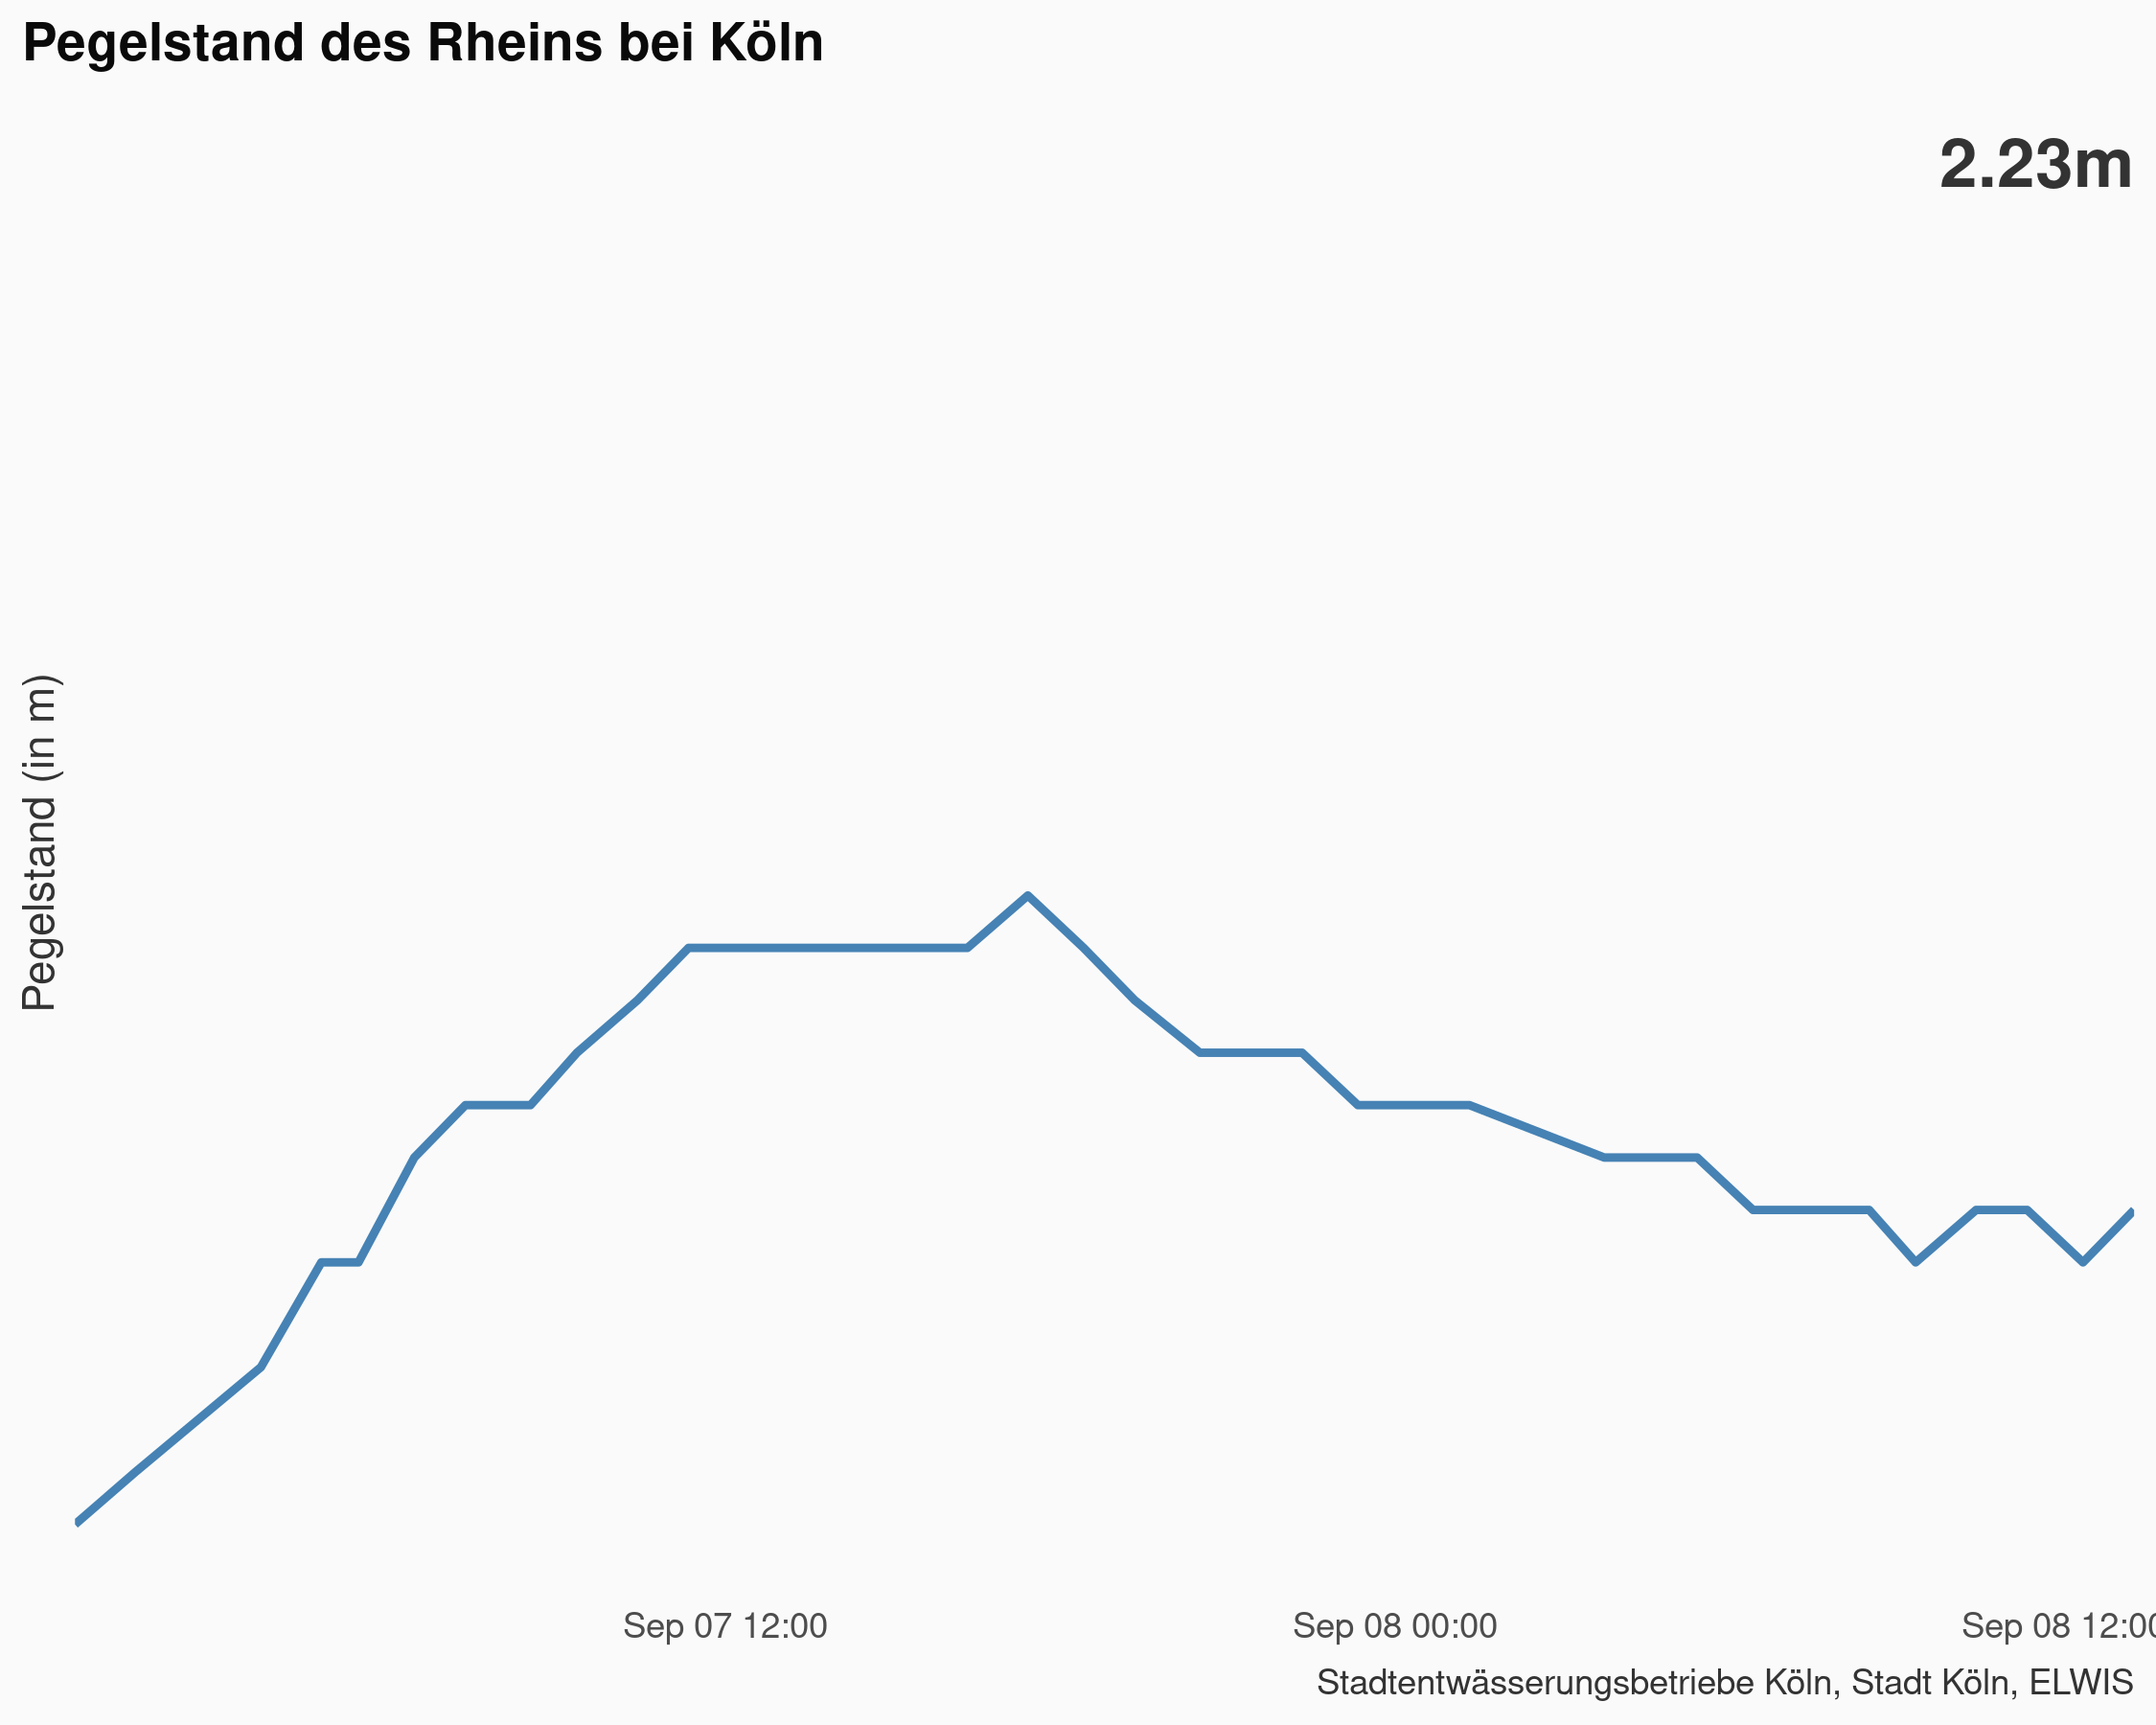 Pegelstand des Rheins bei Köln
2.23m
Pegelstand (in m)
Sep 07 12:00
Sep 08 00:00
Sep 08 12:00
Stadtentwässerungsbetriebe Köln, Stadt Köln, ELWIS